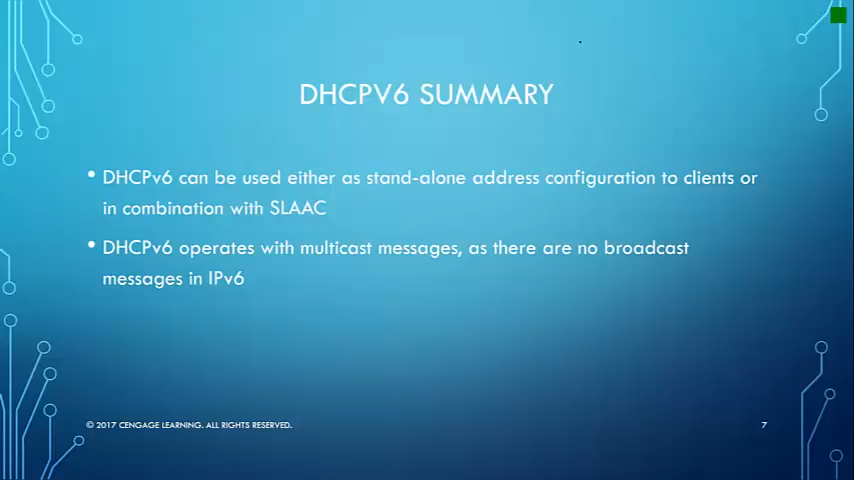 DHCPV6 SUMMARY
• DHCPv6 can be used either as stand-alone address configuration to clients or
in combination with SLAAC
• DHCPv6 operates with multicast messages, as there are no broadcast
messages in IPv6
© 2017 CENGAGE LEARNING. ALL RIGHTS RESERVED.
7